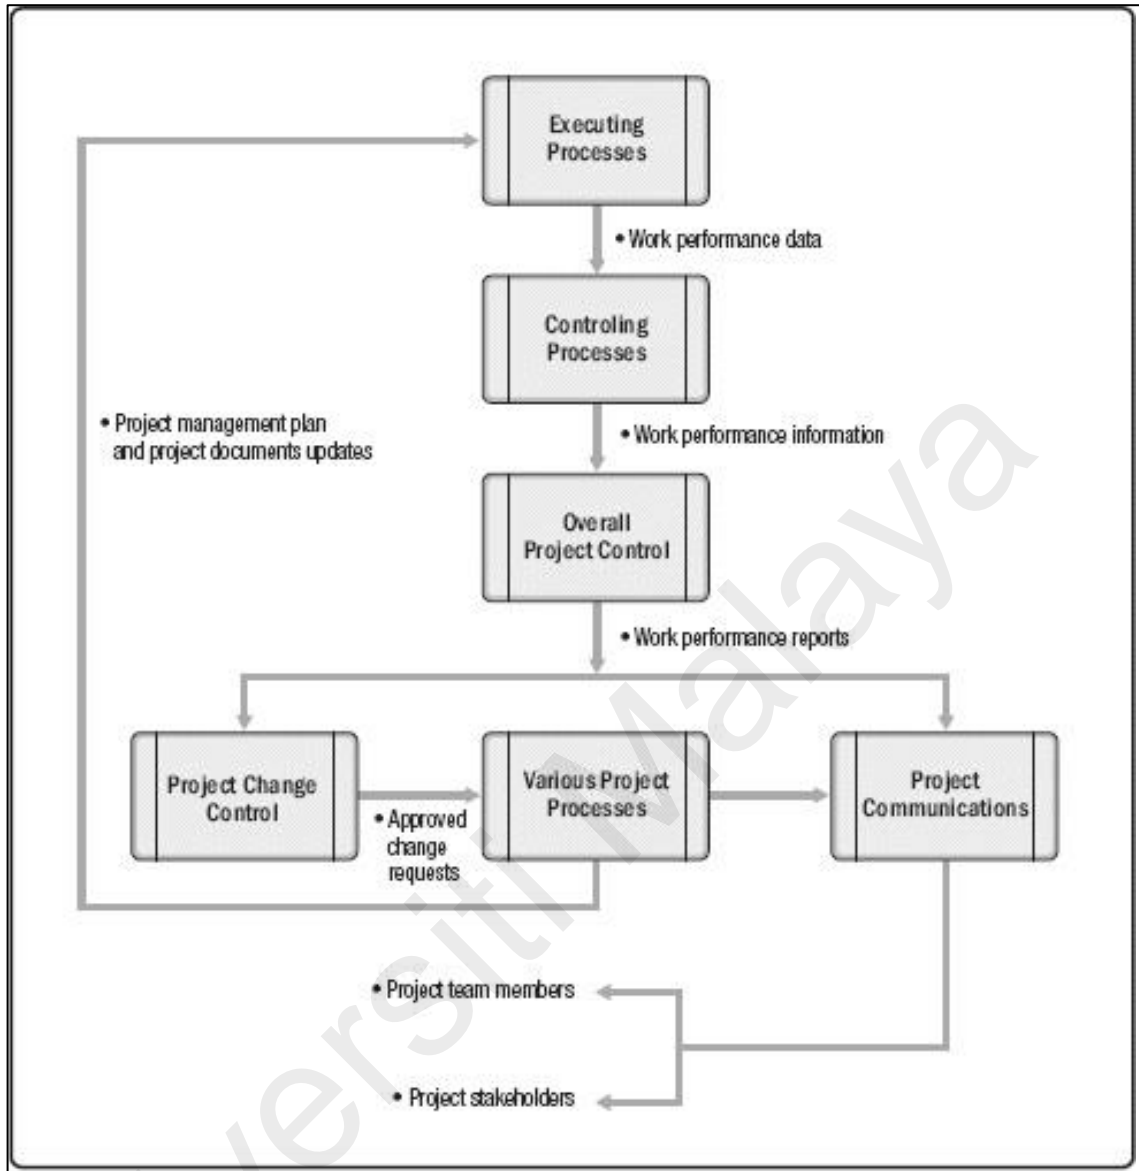 Executing
Processes
• Work performance data
Controling
Processes
• Project management plan
and project documents updates
• Work performance information
Overall
Project Control
• Work performance reports
Project Change
Control
• Approved
change
requests
Various Project
Processes
Project
Communications
• Project team members
• Project stakeholders
versiti Malaya